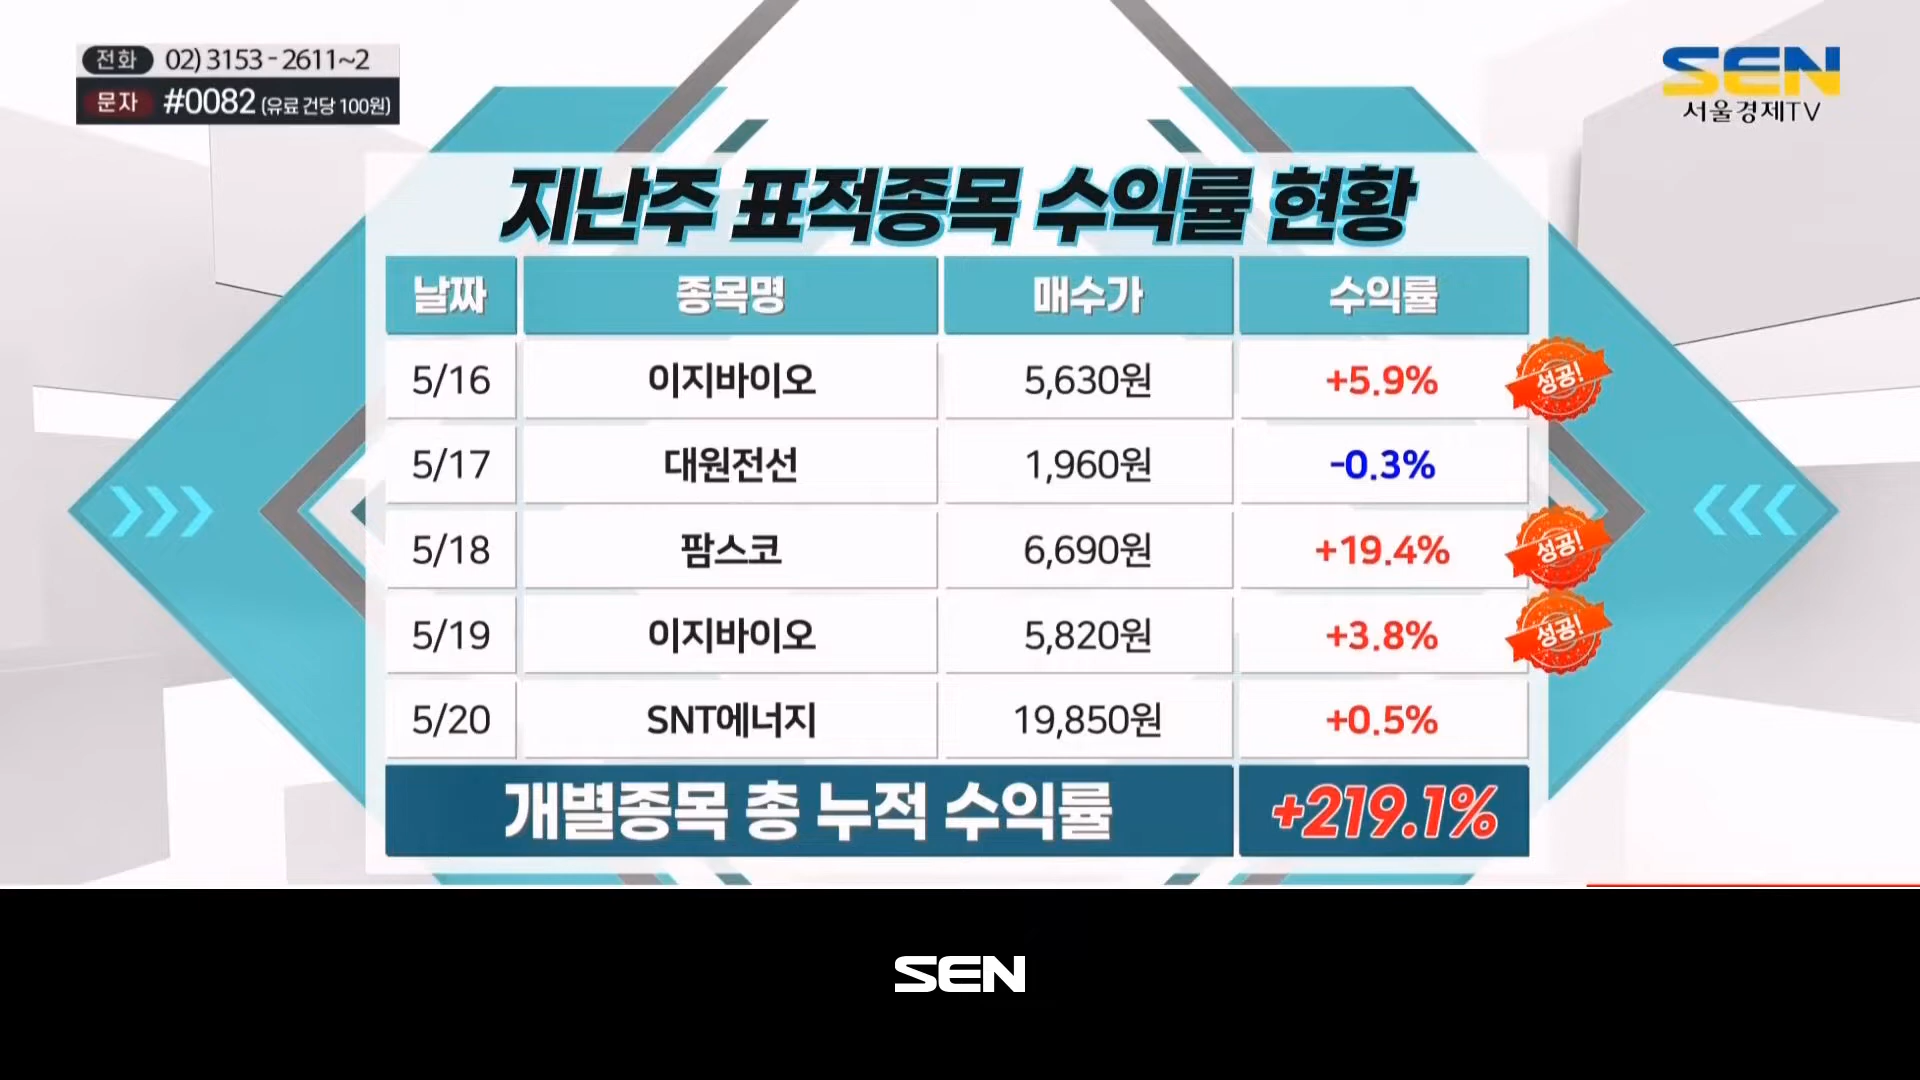 전화 02) 3153 - 2611~2
문자 #0082 (유료 건당 100원)
SEN
서울경제TV
지난주 표적종목 수익률 현황
날짜 종목명 매수가 수익률
5/16 이지바이오 5,630원 +5.9% 성공!
5/17 대원전선 1,960원 -0.3%
5/18 팜스코 6,690원 +19.4% 성공!
5/19 이지바이오 5,820원 +3.8% 성공!
5/20 SNT에너지 19,850원 +0.5%
개별종목 총 누적 수익률 +219.1%
SEN